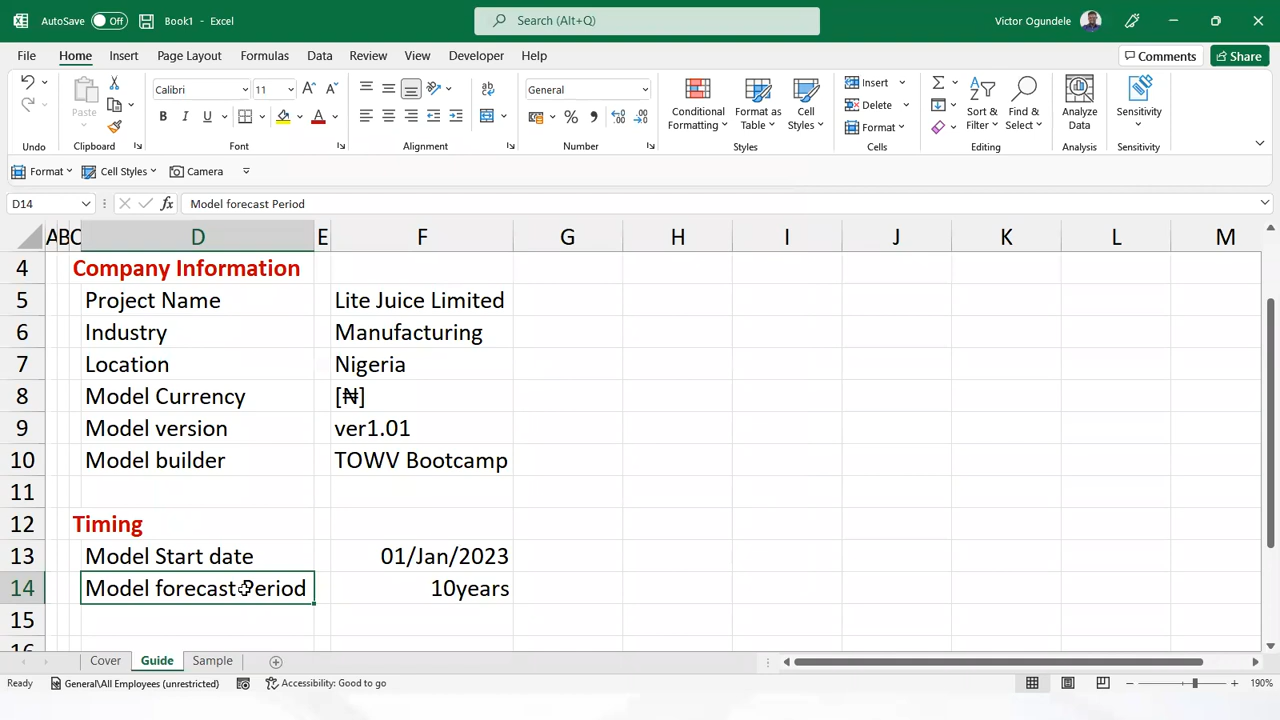 AutoSave Off Book1 - Excel Search (Alt+Q) Victor Ogundele
File Home Insert Page Layout Formulas Data Review View Developer Help Comments Share
Calibri 11 General
Paste B I U Conditional Formatting Format as Table Cell Styles Insert Delete Format Sort & Filter Find & Select Analyze Data Sensitivity
Undo Clipboard Font Alignment Number Styles Cells Editing Analysis Sensitivity
Format Cell Styles Camera
D14 fx Model forecast Period
A B C D E F G H I J K L M
4 Company Information
5 Project Name Lite Juice Limited
6 Industry Manufacturing
7 Location Nigeria
8 Model Currency [₦]
9 Model version ver1.01
10 Model builder TOWV Bootcamp
11
12 Timing
13 Model Start date 01/Jan/2023
14 Model forecast Period 10years
15
16
Cover Guide Sample
Ready General\All Employees (unrestricted) Accessibility: Good to go 190%